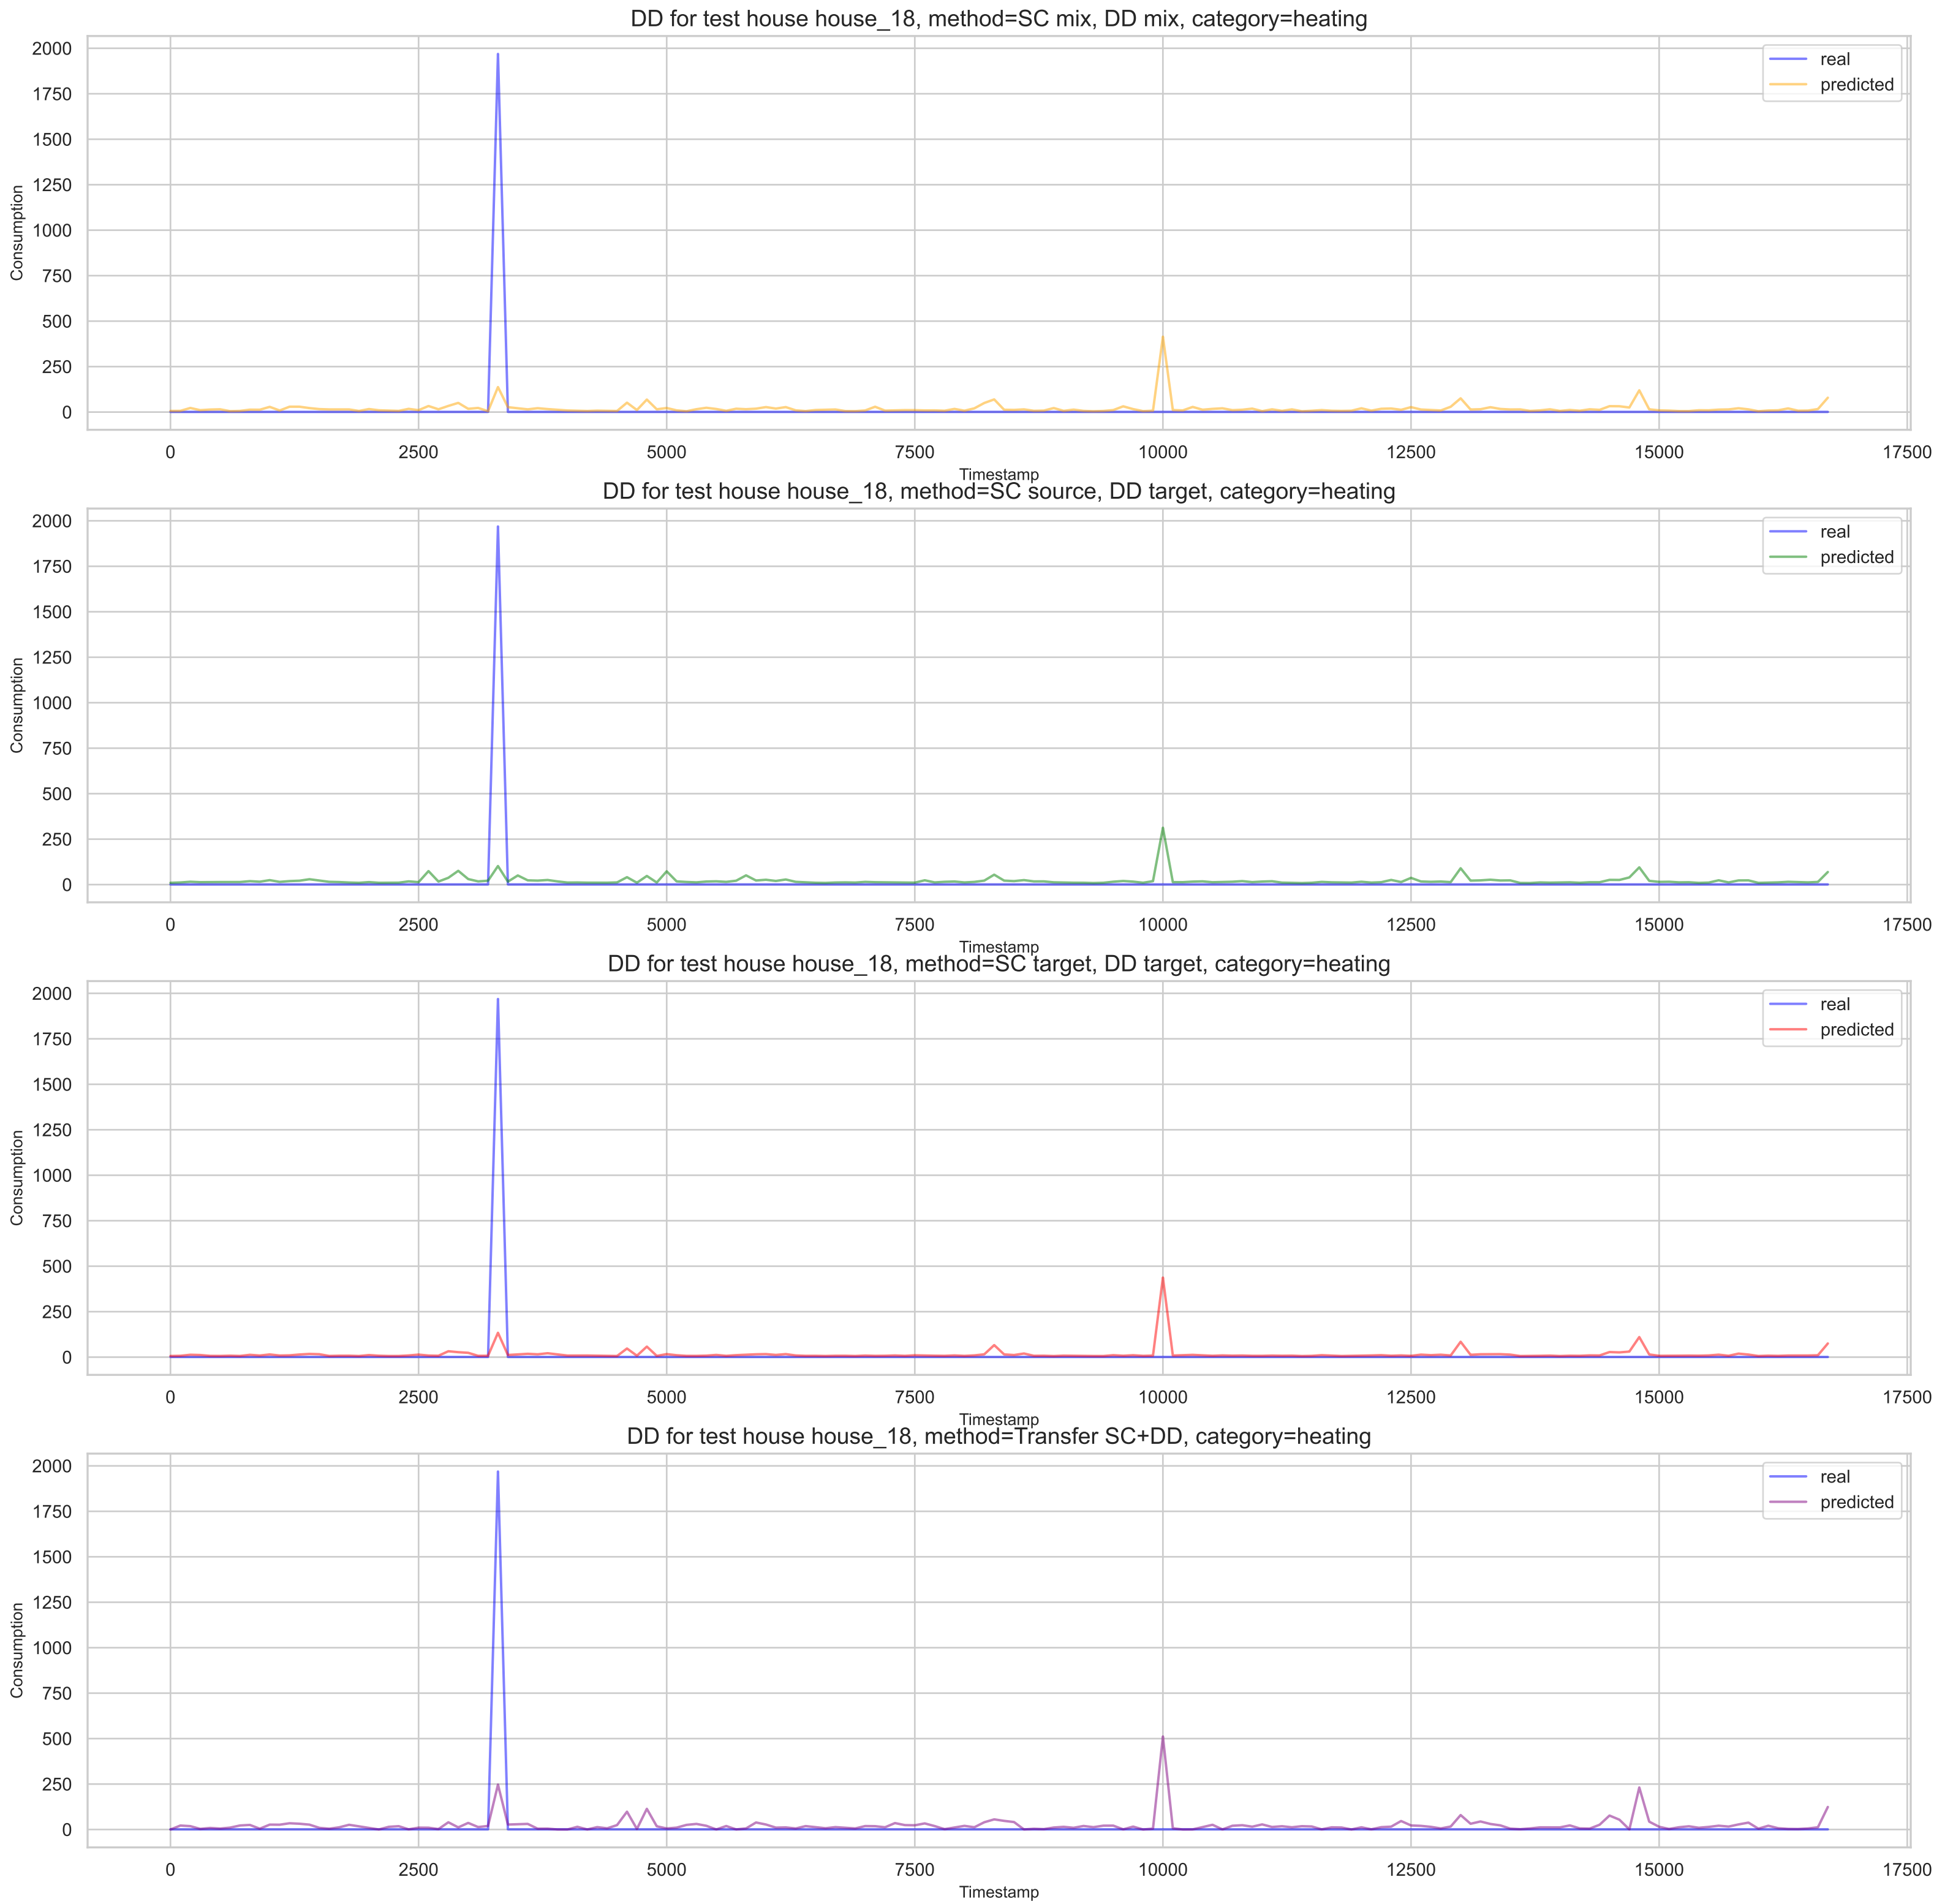 DD for test house house_18, method=SC mix, DD mix, category=heating
real
predicted
Consumption
2000
1750
1500
1250
1000
750
500
250
0
0 2500 5000 7500 10000 12500 15000 17500
Timestamp
DD for test house house_18, method=SC source, DD target, category=heating
real
predicted
Consumption
2000
1750
1500
1250
1000
750
500
250
0
0 2500 5000 7500 10000 12500 15000 17500
Timestamp
DD for test house house_18, method=SC target, DD target, category=heating
real
predicted
Consumption
2000
1750
1500
1250
1000
750
500
250
0
0 2500 5000 7500 10000 12500 15000 17500
Timestamp
DD for test house house_18, method=Transfer SC+DD, category=heating
real
predicted
Consumption
2000
1750
1500
1250
1000
750
500
250
0
0 2500 5000 7500 10000 12500 15000 17500
Timestamp